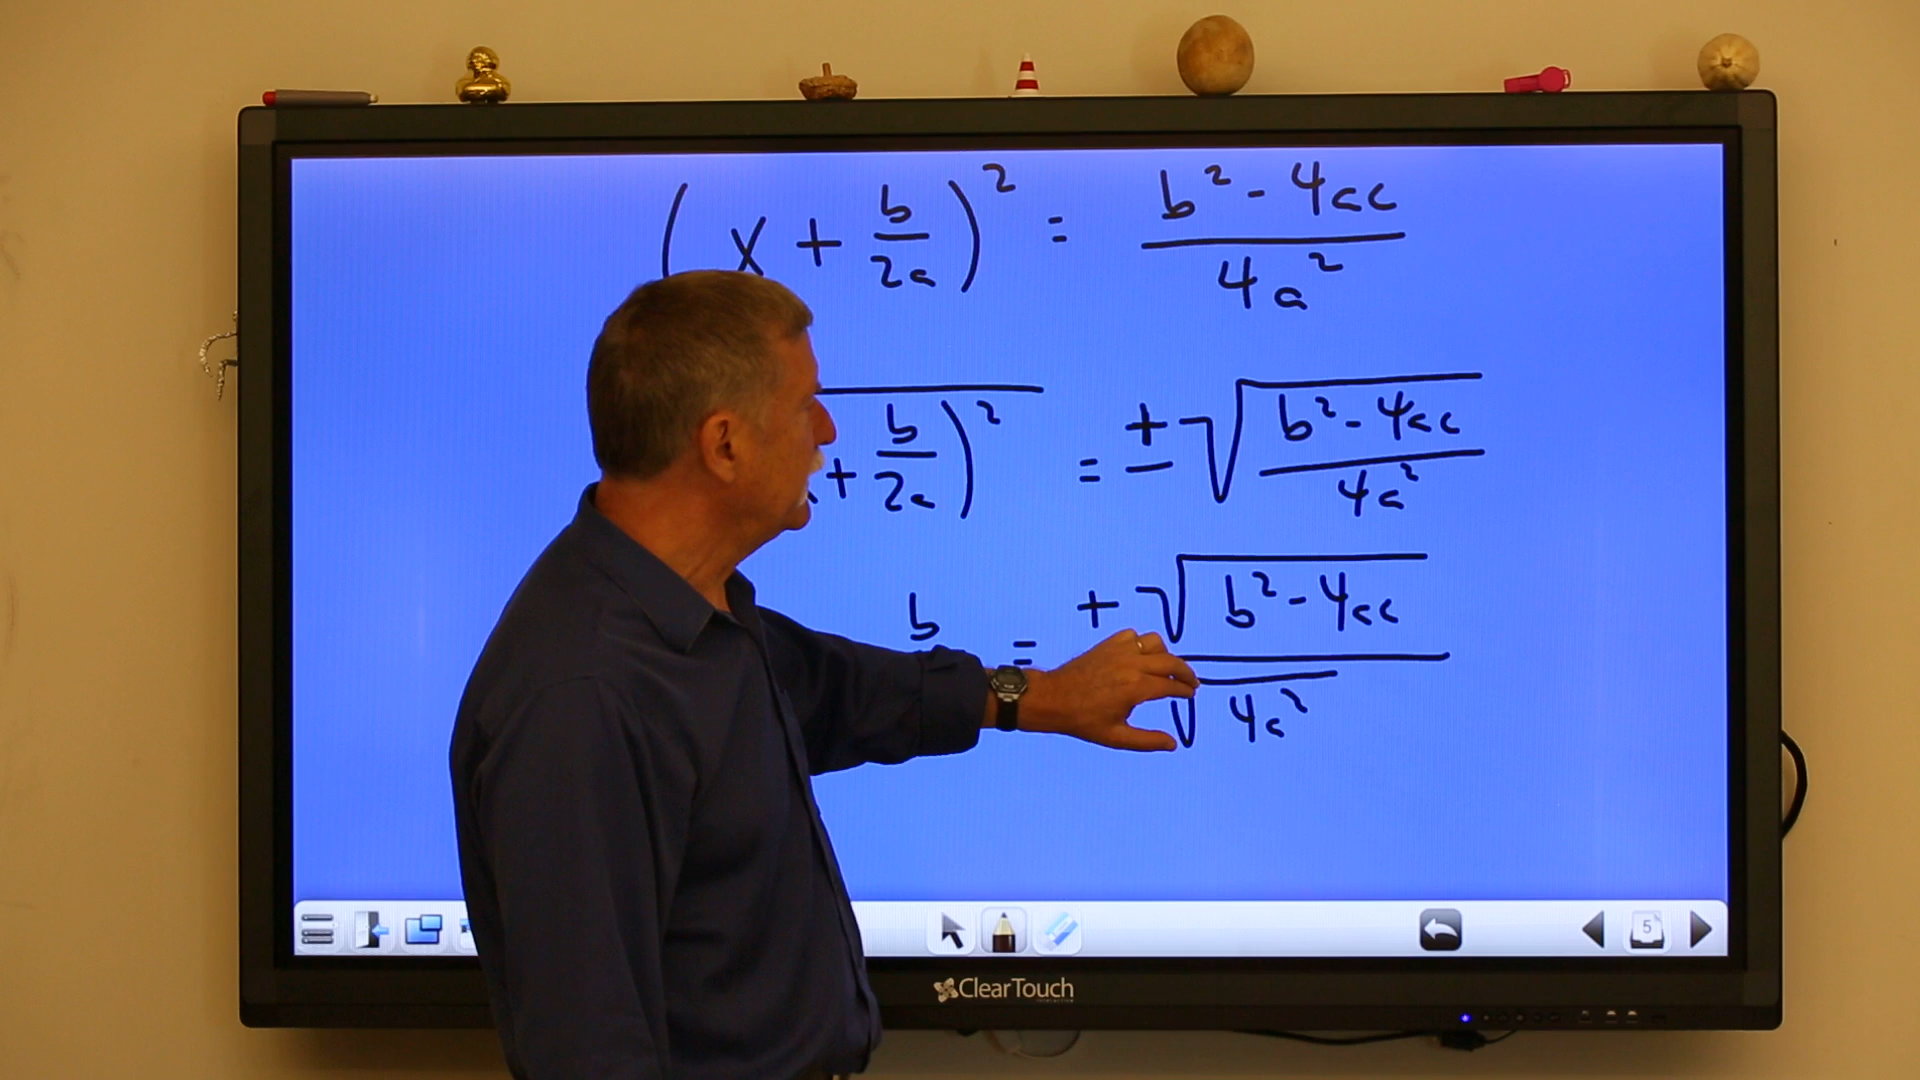 (x + b/2a)² = b² - 4ac / 4a²
+ b/2a)² = ± √(b² - 4ac / 4a²)
b = + √(b² - 4ac) / √(4a²)
5
ClearTouch